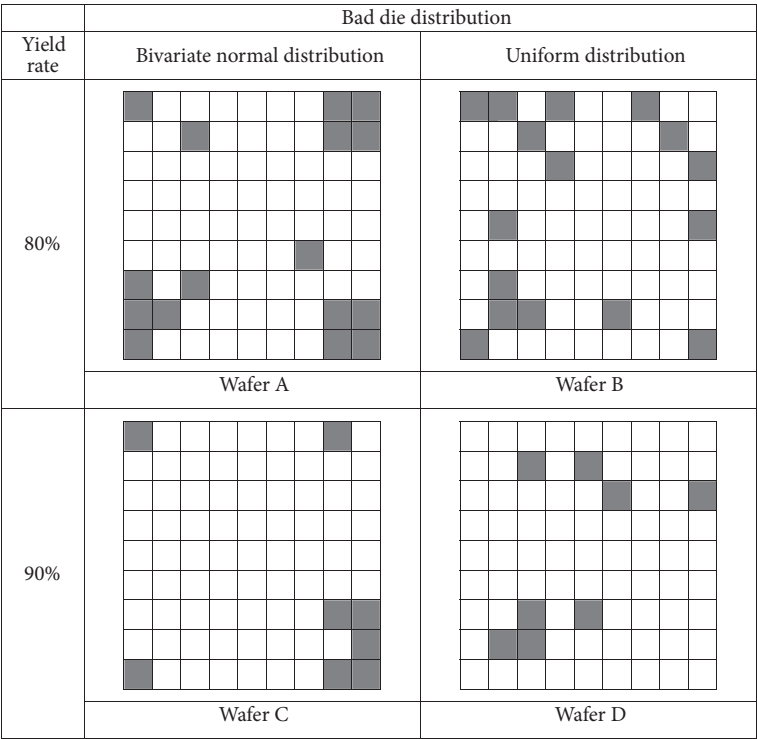 Bad die distribution
Yield
rate
Bivariate normal distribution
Uniform distribution
80%
Wafer A
Wafer B
90%
Wafer C
Wafer D